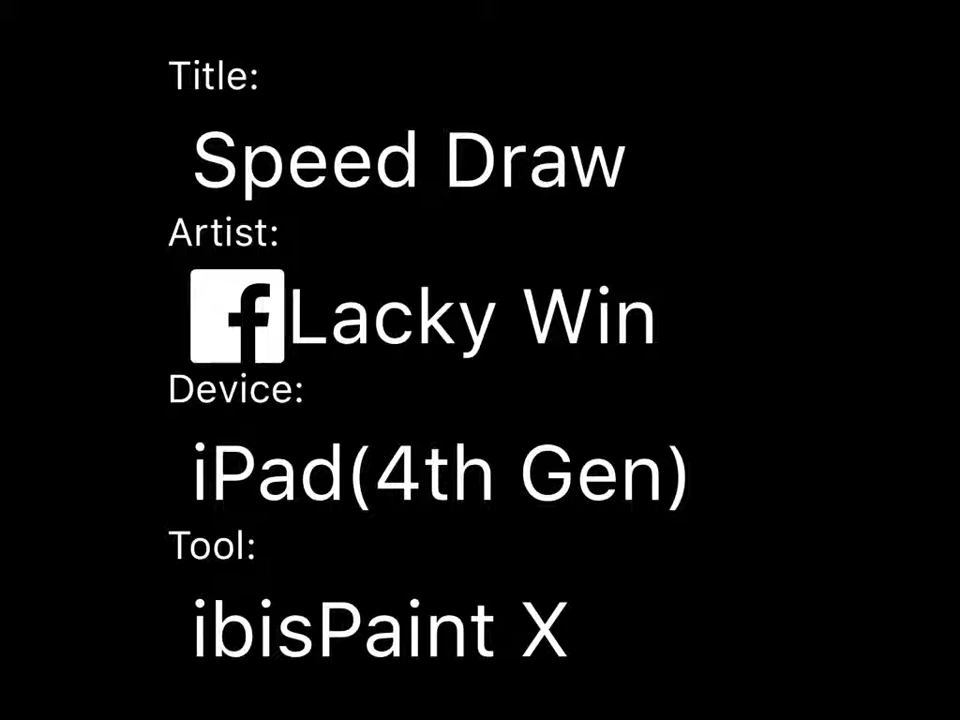 Title:
Speed Draw
Artist:
Lacky Win
Device:
iPad(4th Gen)
Tool:
ibisPaint X